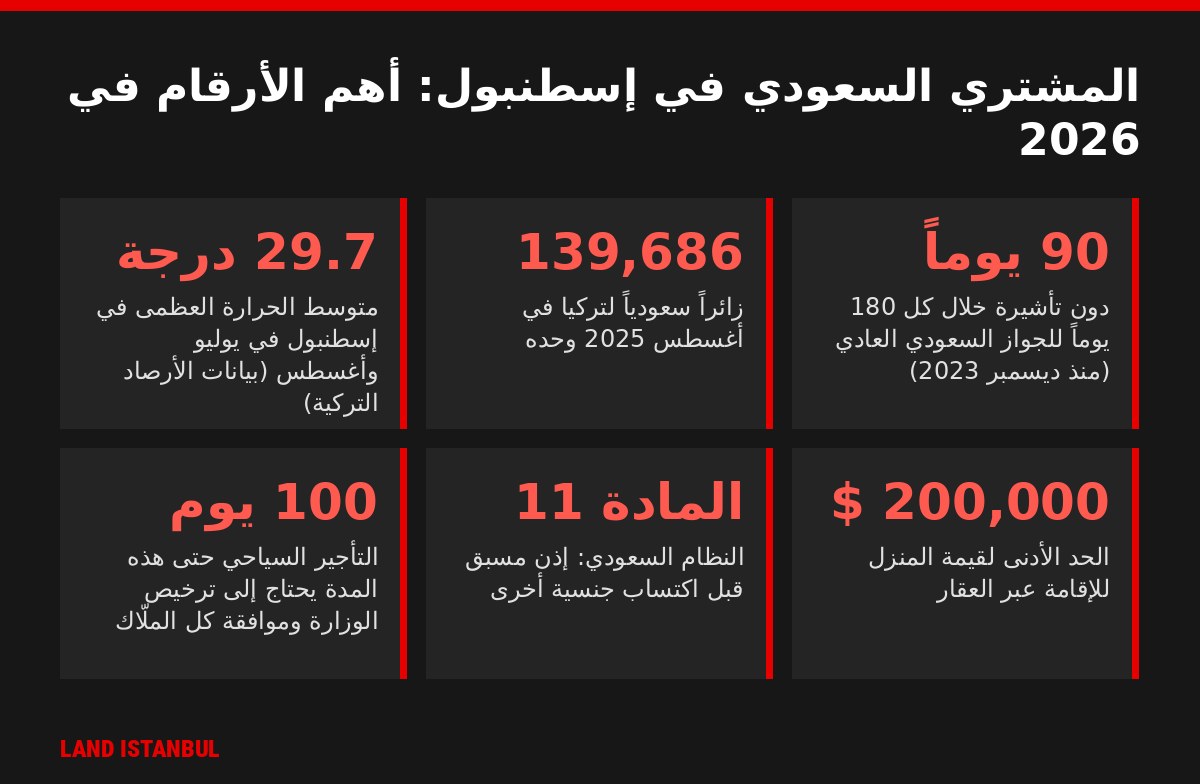 المشتري السعودي في إسطنبول: أهم الأرقام في
2026
90 يوماً
دون تأشيرة خلال كل 180
يوماً للجواز السعودي العادي
(منذ ديسمبر 2023)
139,686
زائراً سعودياً لتركيا في
أغسطس 2025 وحده
29.7 درجة
متوسط الحرارة العظمى في
إسطنبول في يوليو
وأغسطس (بيانات الأرصاد
التركية)
200,000 $
الحد الأدنى لقيمة المنزل
للإقامة عبر العقار
المادة 11
النظام السعودي: إذن مسبق
قبل اكتساب جنسية أخرى
100 يوم
التأجير السياحي حتى هذه
المدة يحتاج إلى ترخيص
الوزارة وموافقة كل الملّاك
LAND ISTANBUL